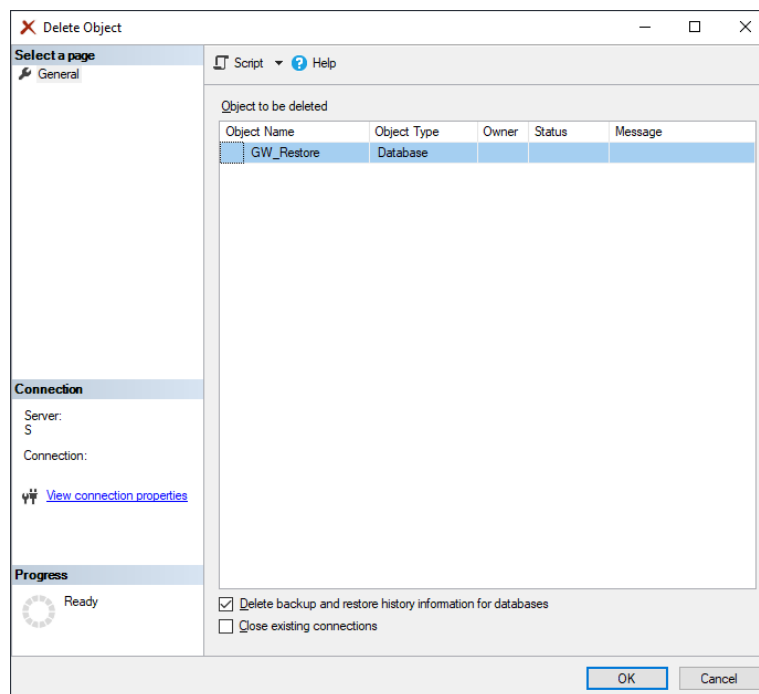 Delete Object
Select a page
General
Script Help
Object to be deleted
Object Name Object Type Owner Status Message
GW_Restore Database
Connection
Server:
S
Connection:
View connection properties
Progress
Ready
Delete backup and restore history information for databases
Close existing connections
OK Cancel